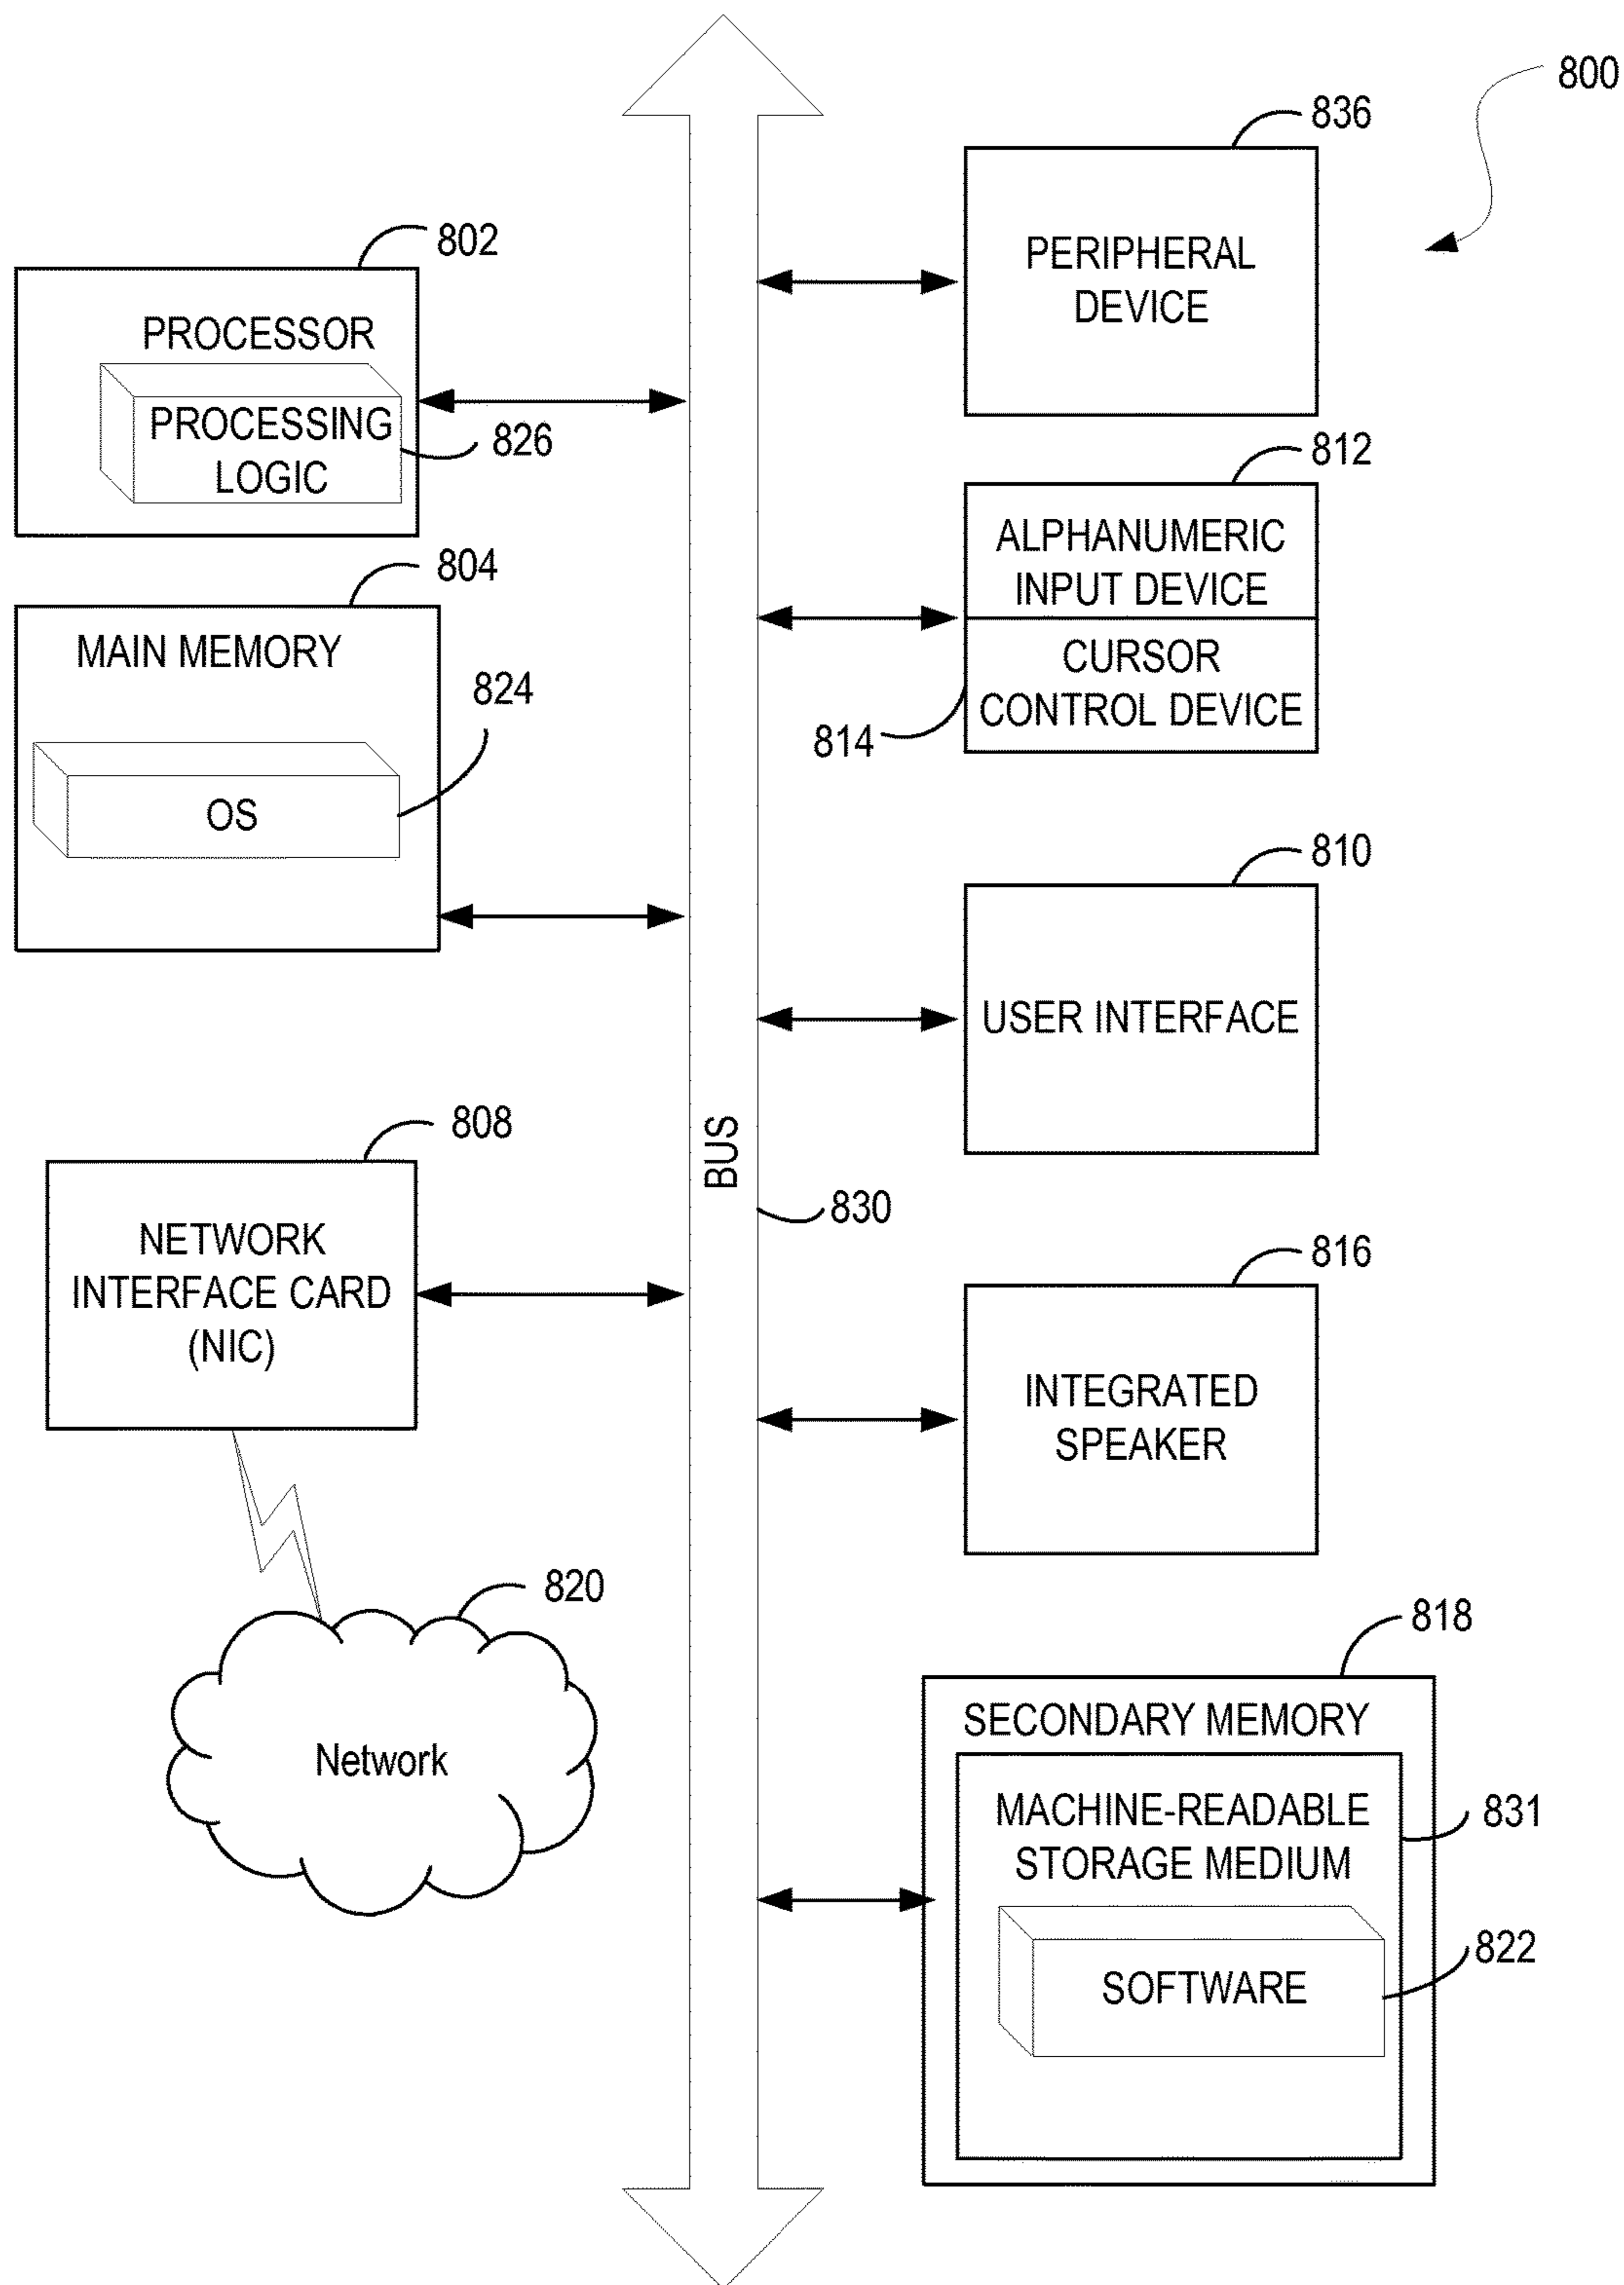 800
836
PERIPHERAL
DEVICE
802
PROCESSOR
PROCESSING
LOGIC
826
812
ALPHANUMERIC
INPUT DEVICE
CURSOR
CONTROL DEVICE
814
804
MAIN MEMORY
824
OS
810
USER INTERFACE
BUS
830
808
NETWORK
INTERFACE CARD
(NIC)
816
INTEGRATED
SPEAKER
820
Network
818
SECONDARY MEMORY
MACHINE-READABLE
STORAGE MEDIUM
831
SOFTWARE
822